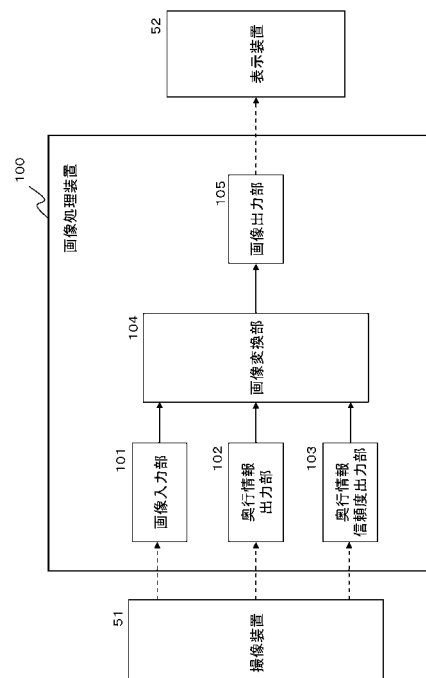 100
画像処理装置
51
撮像装置
101
画像入力部
102
奥行情報
出力部
103
奥行情報
信頼度出力部
104
画像変換部
105
画像出力部
52
表示装置